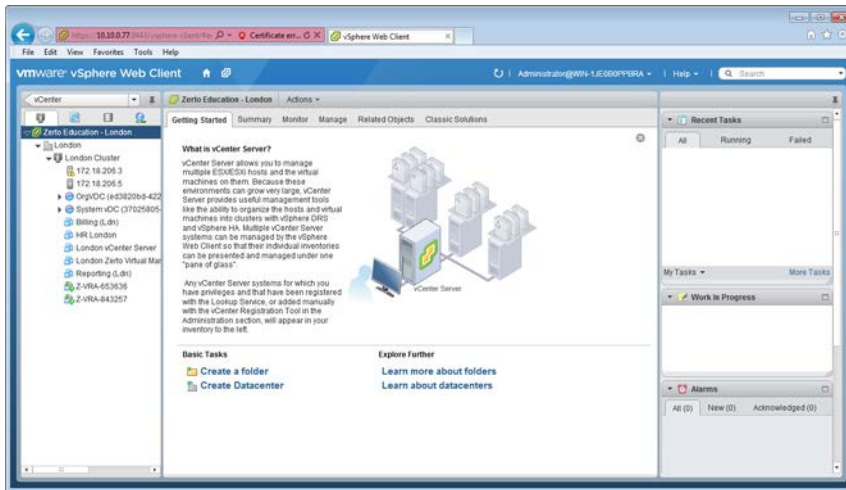 https://10.10.0.77:9443/vsphere-client/#e
Certificate err...
vSphere Web Client
File Edit View Favorites Tools Help
vmware® vSphere Web Client
Administrator@WIN-1JE0B0PPBRA
Help
Search
vCenter
Zerto Education - London
Actions
Getting Started Summary Monitor Manage Related Objects Classic Solutions
Zerto Education - London
London
London Cluster
172.18.206.3
172.18.206.5
OrgVDC (ed3820bd-422
System vDC (37025805-
Billing (Ldn)
HR London
London vCenter Server
London Zerto Virtual Mar
Reporting (Ldn)
Z-VRA-653636
Z-VRA-843257
What is vCenter Server?
vCenter Server allows you to manage
multiple ESX/ESXi hosts and the virtual
machines on them. Because these
environments can grow very large, vCenter
Server provides useful management tools
like the ability to organize the hosts and virtual
machines into clusters with vSphere DRS
and vSphere HA. Multiple vCenter Server
systems can be managed by the vSphere
Web Client so that their individual inventories
can be presented and managed under one
"pane of glass".
Any vCenter Server systems for which you
have privileges and that have been registered
with the Lookup Service, or added manually
with the vCenter Registration Tool in the
Administration section, will appear in your
inventory to the left.
vCenter Server
Basic Tasks
Create a folder
Create Datacenter
Explore Further
Learn more about folders
Learn about datacenters
Recent Tasks
All Running Failed
My Tasks
More Tasks
Work In Progress
Alarms
All (0) New (0) Acknowledged (0)